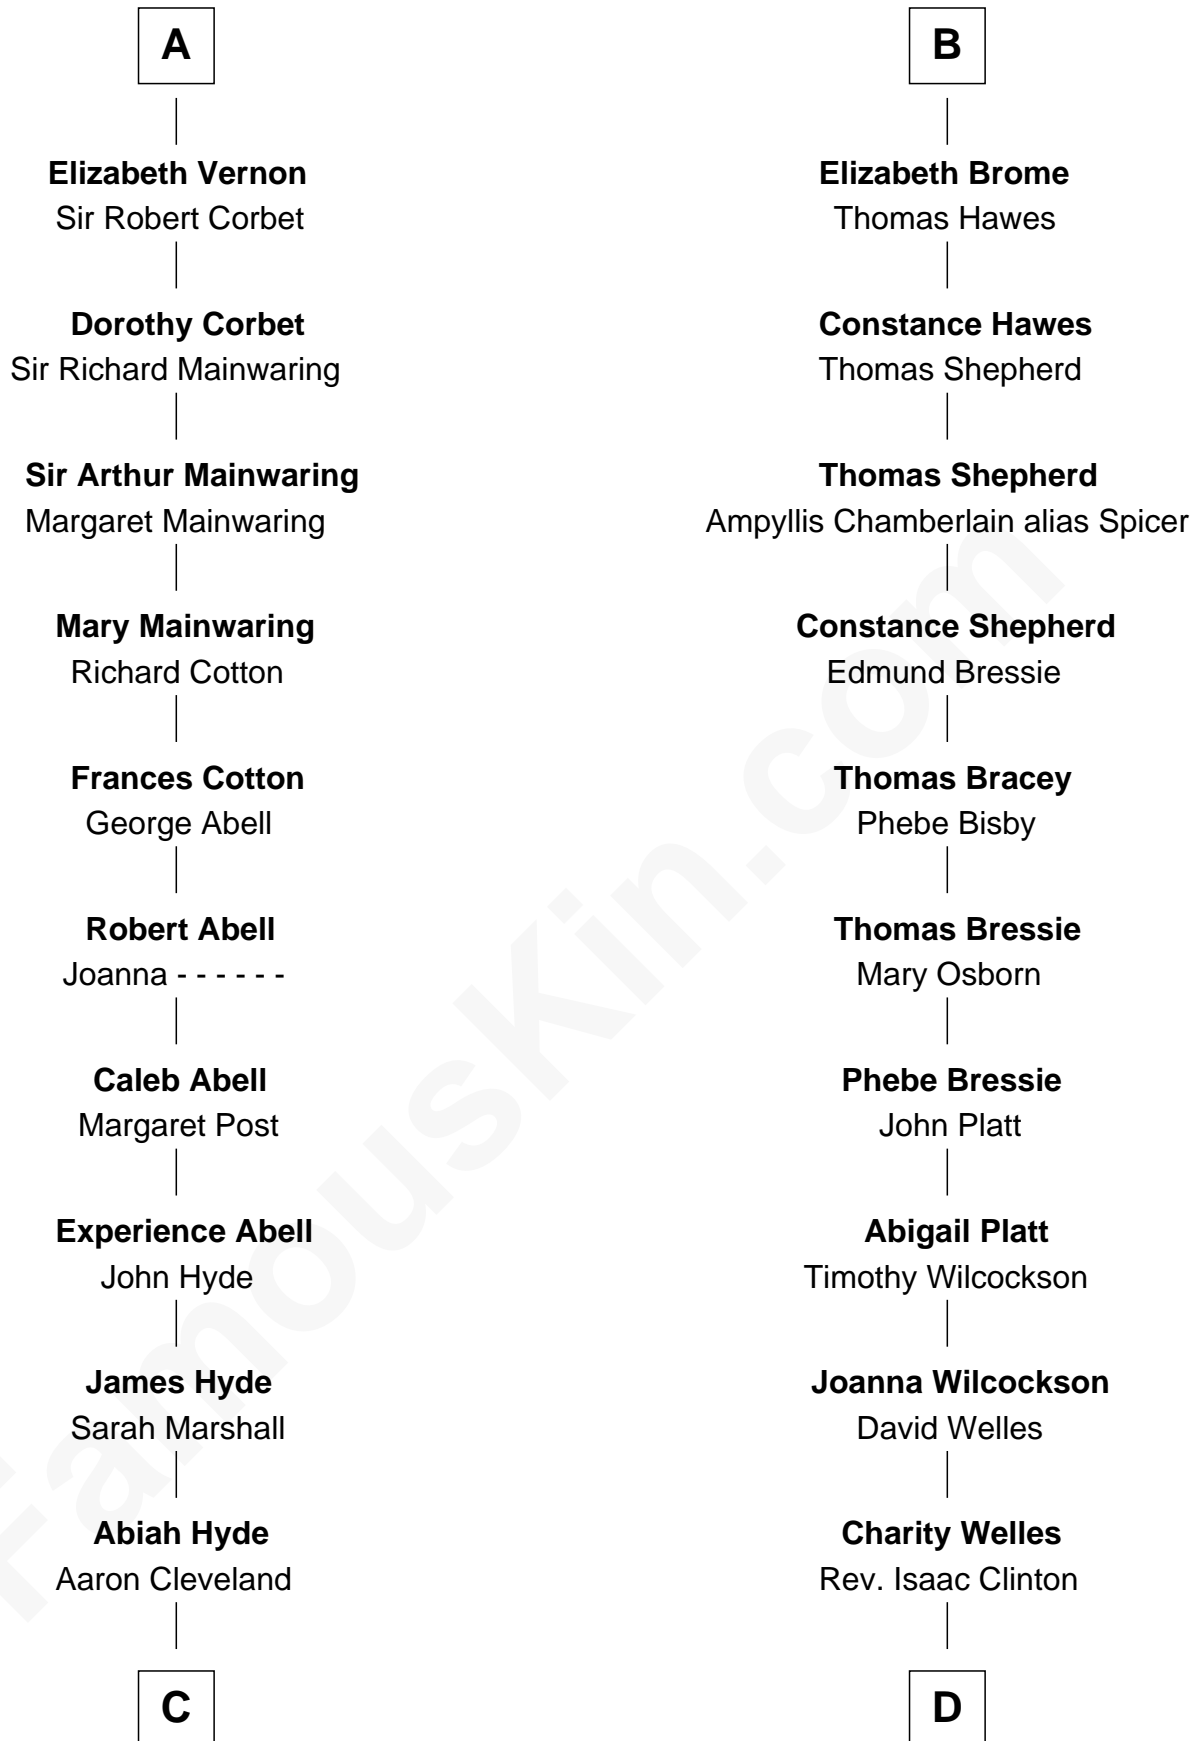 A
Elizabeth Vernon
Sir Robert Corbet
Dorothy Corbet
Sir Richard Mainwaring
Sir Arthur Mainwaring
Margaret Mainwaring
Mary Mainwaring
Richard Cotton
Frances Cotton
George Abell
Robert Abell
Joanna - - - - - -
Caleb Abell
Margaret Post
Experience Abell
John Hyde
James Hyde
Sarah Marshall
Abiah Hyde
Aaron Cleveland
C
B
Elizabeth Brome
Thomas Hawes
Constance Hawes
Thomas Shepherd
Thomas Shepherd
Ampyllis Chamberlain alias Spicer
Constance Shepherd
Edmund Bressie
Thomas Bracey
Phebe Bisby
Thomas Bressie
Mary Osborn
Phebe Bressie
John Platt
Abigail Platt
Timothy Wilcockson
Joanna Wilcockson
David Welles
Charity Welles
Rev. Isaac Clinton
D
FamousKin.com